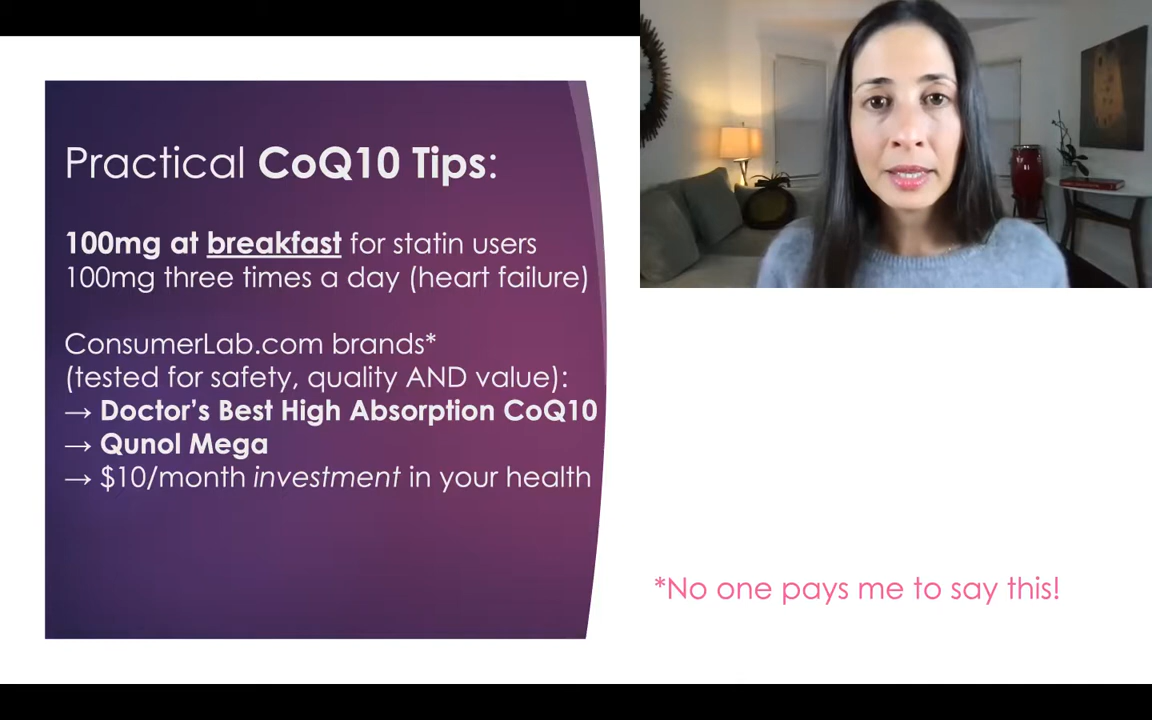 Practical CoQ10 Tips:
100mg at breakfast for statin users
100mg three times a day (heart failure)
ConsumerLab.com brands*
(tested for safety, quality AND value):
→ Doctor's Best High Absorption CoQ10
→ Qunol Mega
→ $10/month investment in your health
*No one pays me to say this!